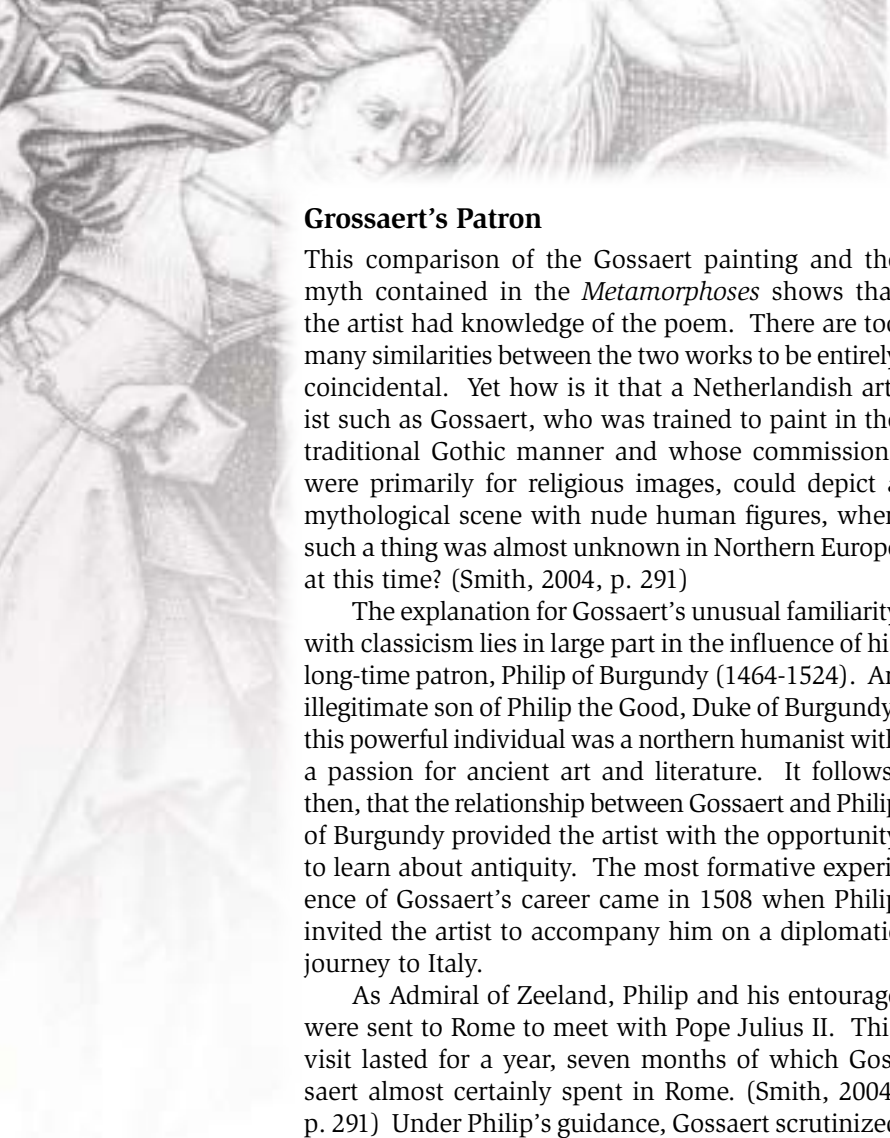 Grossaert's Patron
This comparison of the Gossaert painting and the
myth contained in the Metamorphoses shows tha
the artist had knowledge of the poem. There are too
many similarities between the two works to be entirely
coincidental. Yet how is it that a Netherlandish art
ist such as Gossaert, who was trained to paint in the
traditional Gothic manner and whose commission
were primarily for religious images, could depict a
mythological scene with nude human figures, when
such a thing was almost unknown in Northern Europe
at this time? (Smith, 2004, p. 291)
The explanation for Gossaert's unusual familiarity
with classicism lies in large part in the influence of hi
long-time patron, Philip of Burgundy (1464-1524). An
illegitimate son of Philip the Good, Duke of Burgundy
this powerful individual was a northern humanist with
a passion for ancient art and literature. It follows
then, that the relationship between Gossaert and Philip
of Burgundy provided the artist with the opportunity
to learn about antiquity. The most formative experi
ence of Gossaert's career came in 1508 when Philip
invited the artist to accompany him on a diplomatic
journey to Italy.
As Admiral of Zeeland, Philip and his entourage
were sent to Rome to meet with Pope Julius II. Thi
visit lasted for a year, seven months of which Gos
saert almost certainly spent in Rome. (Smith, 2004
p. 291) Under Philip's guidance, Gossaert scrutinized